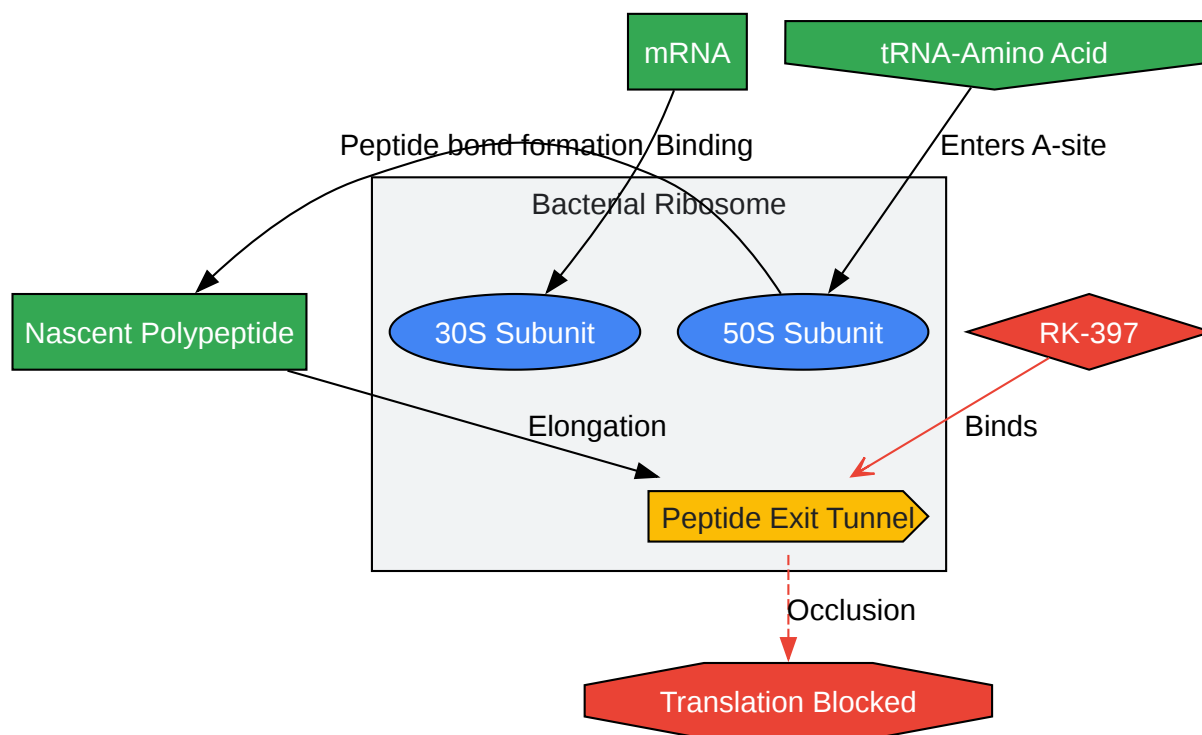 mRNA
tRNA-Amino Acid
Peptide bond formation
Binding
Enters A-site
Bacterial Ribosome
Nascent Polypeptide
30S Subunit
50S Subunit
RK-397
Elongation
Binds
Peptide Exit Tunnel
Occlusion
Translation Blocked